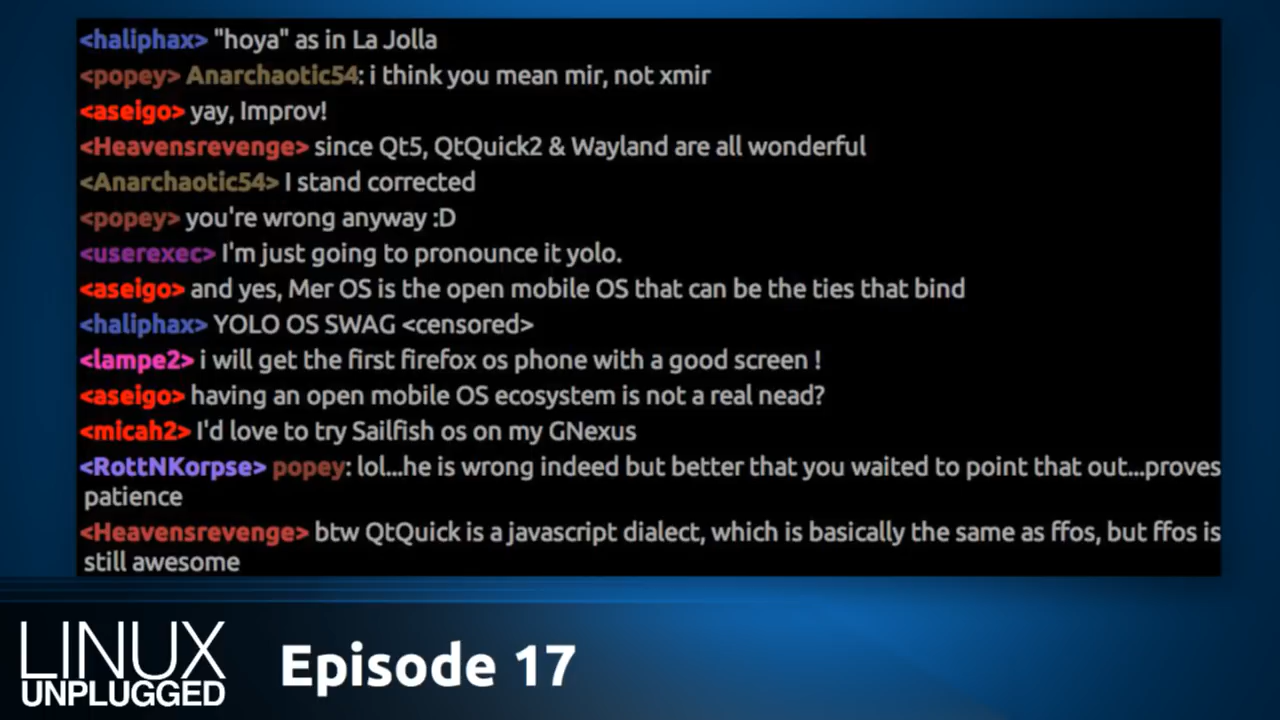 <haliphax> "hoya" as in La Jolla
<popey> Anarchaotic54: i think you mean mir, not xmir
<aseigo> yay, Improv!
<Heavensrevenge> since Qt5, QtQuick2 & Wayland are all wonderful
<Anarchaotic54> I stand corrected
<popey> you're wrong anyway :D
<userexec> I'm just going to pronounce it yolo.
<aseigo> and yes, Mer OS is the open mobile OS that can be the ties that bind
<haliphax> YOLO OS SWAG <censored>
<lampe2> i will get the first firefox os phone with a good screen !
<aseigo> having an open mobile OS ecosystem is not a real nead?
<micah2> I'd love to try Sailfish os on my GNexus
<RottNKorpse> popey: lol...he is wrong indeed but better that you waited to point that out...proves
patience
<Heavensrevenge> btw QtQuick is a javascript dialect, which is basically the same as ffos, but ffos is
still awesome
LINUX
UNPLUGGED
Episode 17